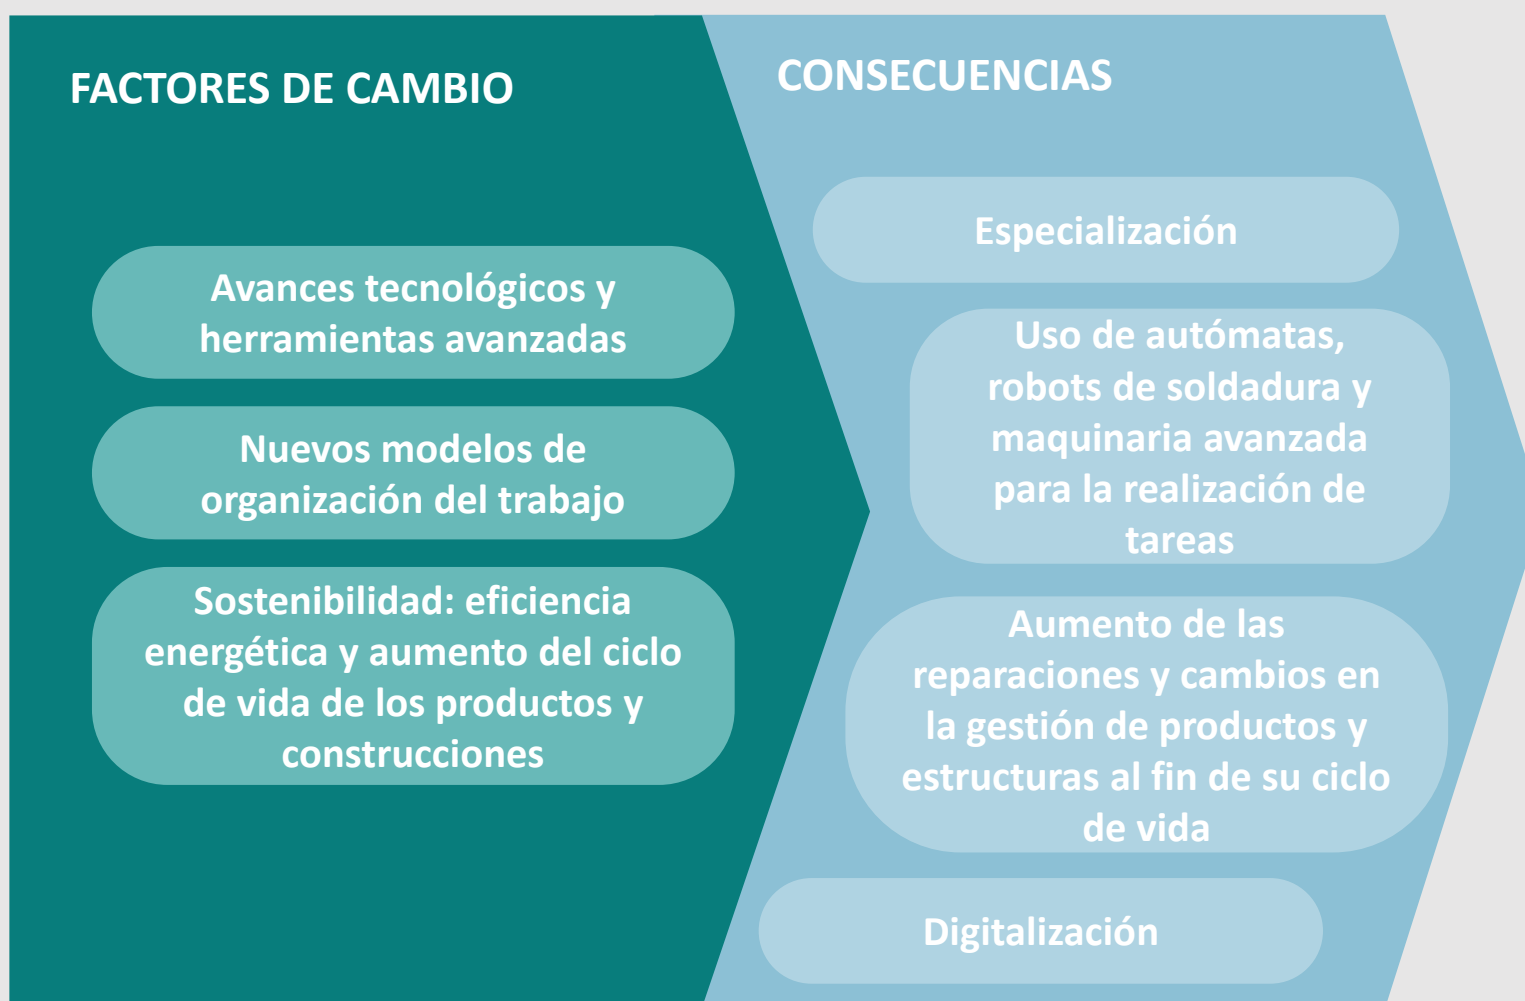 FACTORES DE CAMBIO
Avances tecnológicos y
herramientas avanzadas
Nuevos modelos de
organización del trabajo
Sostenibilidad: eficiencia
energética y aumento del ciclo
de vida de los productos y
construcciones
CONSECUENCIAS
Especialización
Uso de autómatas,
robots de soldadura y
maquinaria avanzada
para la realización de
tareas
Aumento de las
reparaciones y cambios en
la gestión de productos y
estructuras al fin de su ciclo
de vida
Digitalización